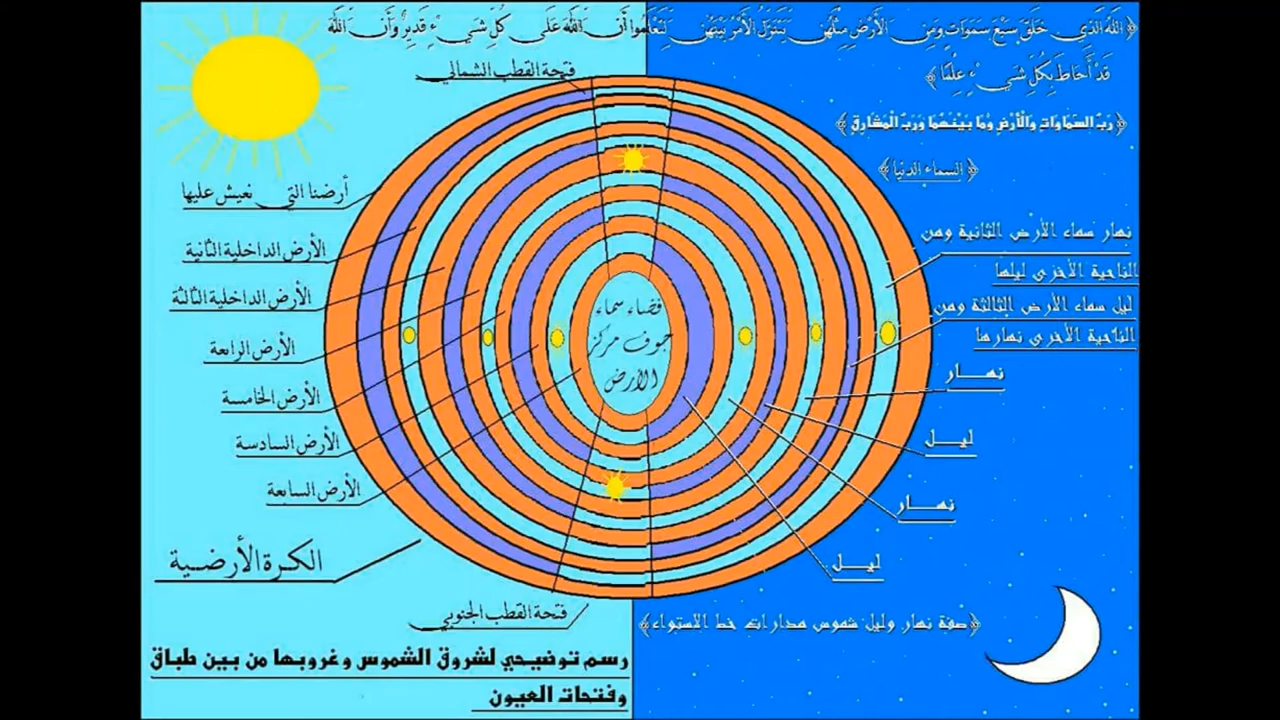 ﴿ اللَّهُ الَّذِي خَلَقَ سَبْعَ سَمَوَاتٍ وَمِنَ الْأَرْضِ مِثْلَهُنَّ يَتَنَزَّلُ الْأَمْرُ بَيْنَهُنَّ لِتَعْلَمُوا أَنَّ اللَّهَ عَلَى كُلِّ شَيْءٍ قَدِيرٌ وَأَنَّ اللَّهَ
قَدْ أَحَاطَ بِكُلِّ شَيْءٍ عِلْمًا ﴾
﴿ رَبُّ السَّمَاوَاتِ وَالْأَرْضِ وَمَا بَيْنَهُمَا وَرَبُّ الْمَشَارِقِ ﴾
﴿ السماء الدنيا ﴾
فتحة القطب الشمالي
نهار سماء الأرض الثانية ومن
الناحية الأخرى ليلها
ليل سماء الأرض الثالثة ومن
الناحية الأخرى نهارها
نهار
ليل
نهار
ليل
أرضنا التي نعيش عليها
الأرض الداخلية الثانية
الأرض الداخلية الثالثة
الأرض الرابعة
الأرض الخامسة
الأرض السادسة
الأرض السابعة
الكرة الأرضية
فضاء سماء
جوف مركز
الأرض
فتحة القطب الجنوبي
﴿ صفة نهار وليل شموس مدارات خط الاستواء ﴾
رسم توضيحي لشروق الشموس وغروبها من بين طباق
وفتحات العيون